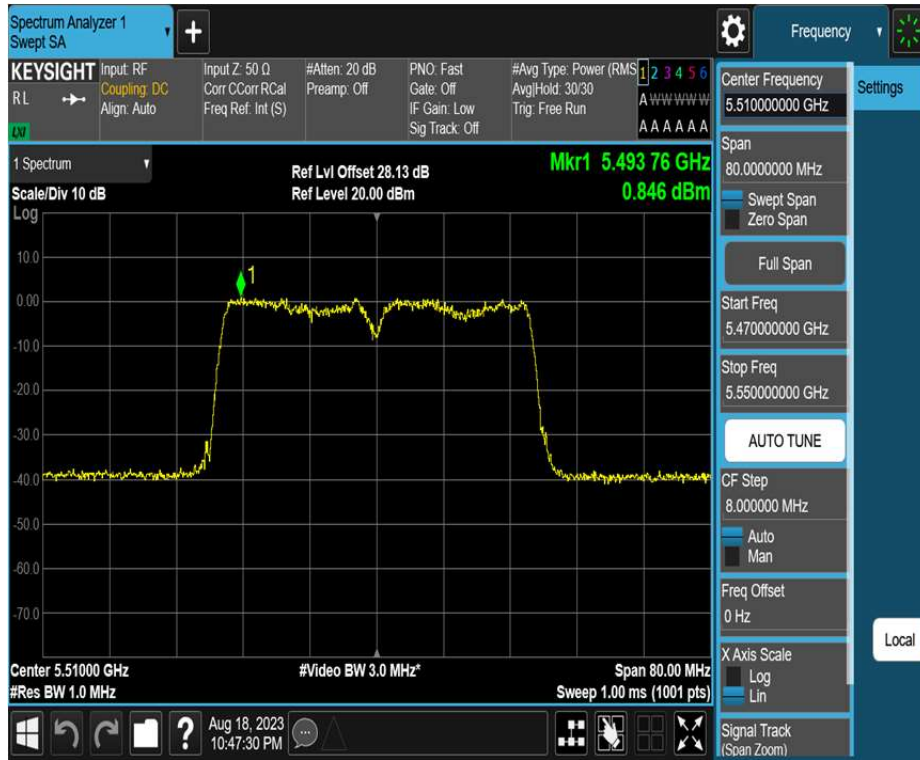 Spectrum Analyzer 1
Swept SA
+
Frequency
KEYSIGHT
R L
LXI
Input: RF
Coupling: DC
Align: Auto
Input Z: 50 Ω
Corr CCorr RCal
Freq Ref: Int (S)
#Atten: 20 dB
Preamp: Off
PNO: Fast
Gate: Off
IF Gain: Low
Sig Track: Off
#Avg Type: Power (RMS
Avg|Hold: 30/30
Trig: Free Run
1 2 3 4 5 6
A W W W W W
A A A A A A
1 Spectrum
Scale/Div 10 dB
Log
Ref Lvl Offset 28.13 dB
Ref Level 20.00 dBm
Mkr1 5.493 76 GHz
0.846 dBm
1
10.0
0.00
-10.0
-20.0
-30.0
-40.0
-50.0
-60.0
-70.0
Center 5.51000 GHz
#Res BW 1.0 MHz
#Video BW 3.0 MHz*
Span 80.00 MHz
Sweep 1.00 ms (1001 pts)
?
Aug 18, 2023
10:47:30 PM
Center Frequency
5.510000000 GHz
Span
80.0000000 MHz
Swept Span
Zero Span
Full Span
Start Freq
5.470000000 GHz
Stop Freq
5.550000000 GHz
AUTO TUNE
CF Step
8.000000 MHz
Auto
Man
Freq Offset
0 Hz
X Axis Scale
Log
Lin
Signal Track
(Span Zoom)
Settings
Local